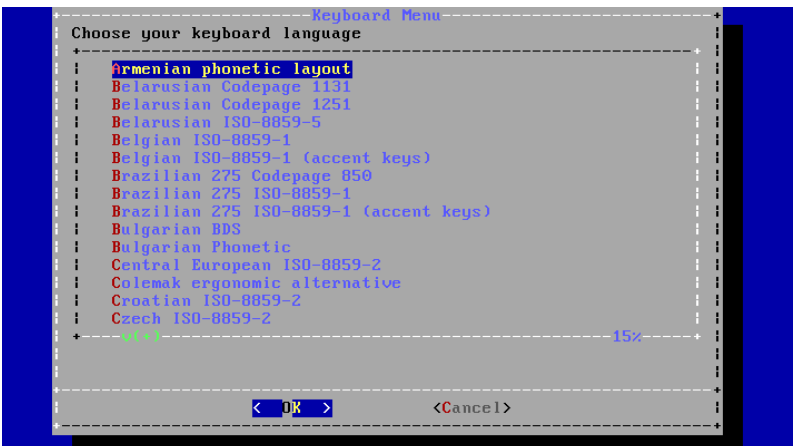 Keyboard Menu
Choose your keyboard language
Armenian phonetic layout
Belarusian Codepage 1131
Belarusian Codepage 1251
Belarusian ISO-8859-5
Belgian ISO-8859-1
Belgian ISO-8859-1 (accent keys)
Brazilian 275 Codepage 850
Brazilian 275 ISO-8859-1
Brazilian 275 ISO-8859-1 (accent keys)
Bulgarian BDS
Bulgarian Phonetic
Central European ISO-8859-2
Colemak ergonomic alternative
Croatian ISO-8859-2
Czech ISO-8859-2
v(+) 15%
< OK > <Cancel>